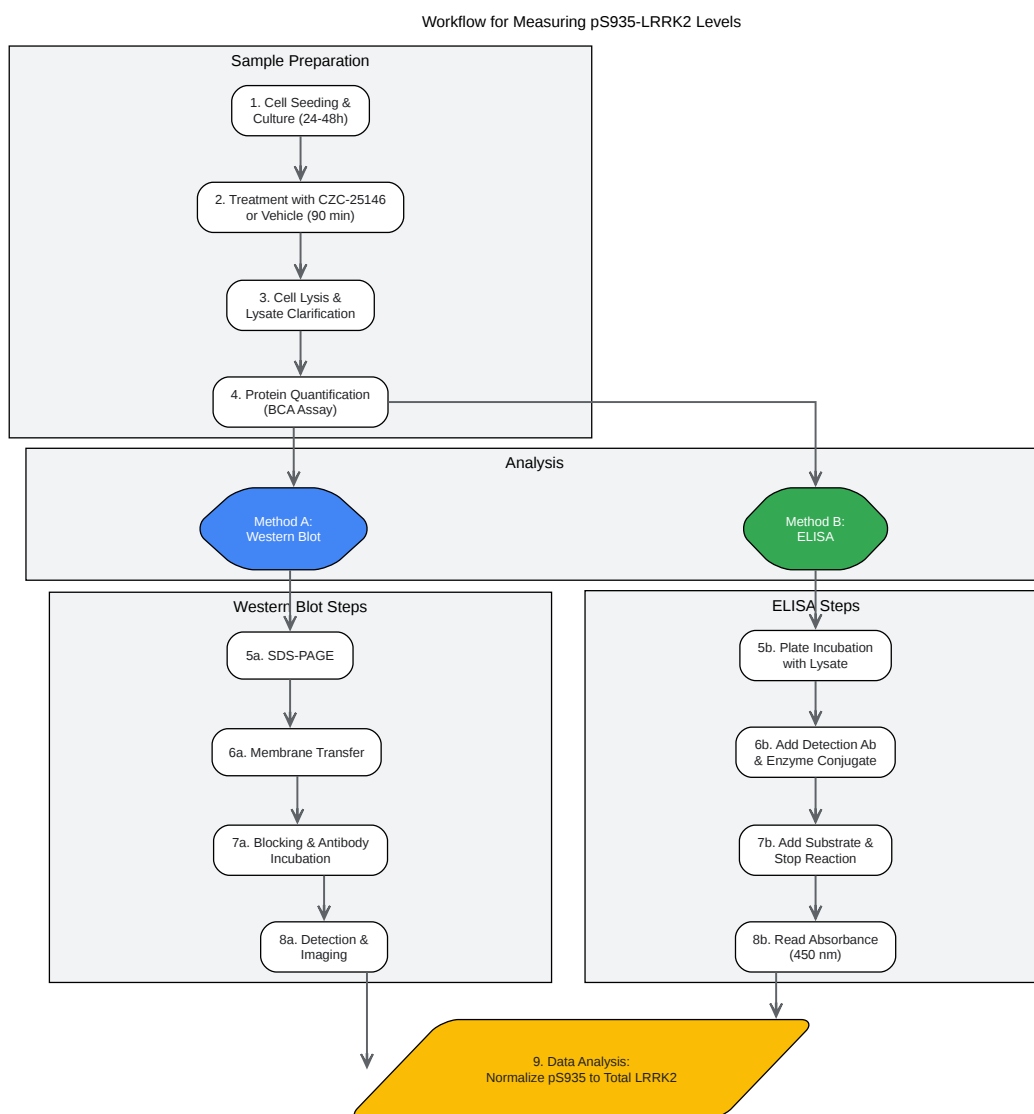 Workflow for Measuring pS935-LRRK2 Levels
Sample Preparation
1. Cell Seeding &
Culture (24-48h)
2. Treatment with CZC-25146
or Vehicle (90 min)
3. Cell Lysis &
Lysate Clarification
4. Protein Quantification
(BCA Assay)
Analysis
Method A:
Western Blot
Method B:
ELISA
Western Blot Steps
5a. SDS-PAGE
6a. Membrane Transfer
7a. Blocking & Antibody
Incubation
8a. Detection &
Imaging
ELISA Steps
5b. Plate Incubation
with Lysate
6b. Add Detection Ab
& Enzyme Conjugate
7b. Add Substrate &
Stop Reaction
8b. Read Absorbance
(450 nm)
9. Data Analysis:
Normalize pS935 to Total LRRK2